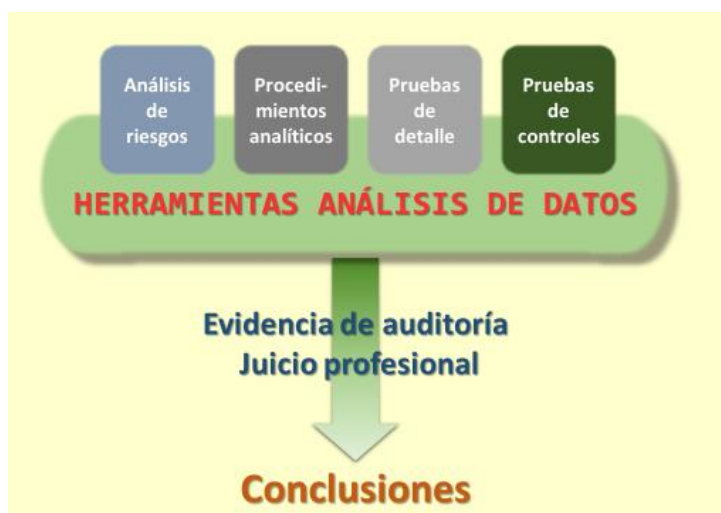 Análisis
de
riesgos
Procedi-
mientos
analíticos
Pruebas
de
detalle
Pruebas
de
controles
HERRAMIENTAS ANÁLISIS DE DATOS
Evidencia de auditoría
Juicio profesional
Conclusiones